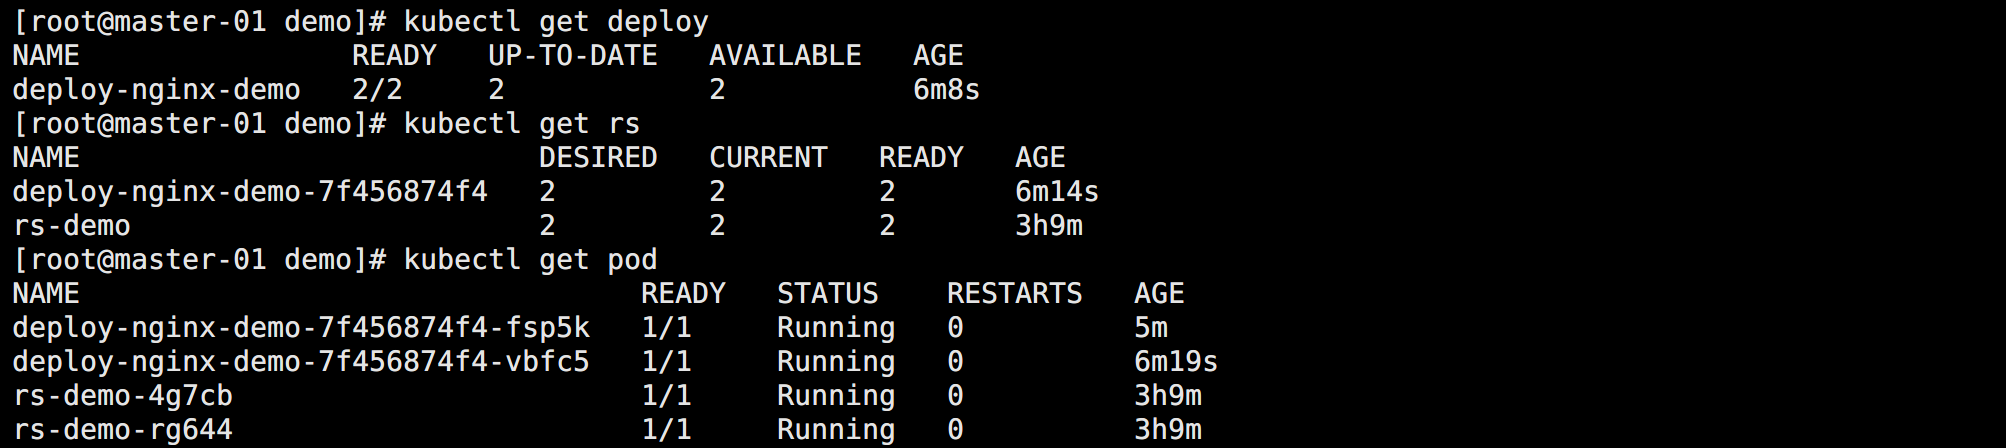 [root@master-01 demo]# kubectl get deploy
NAME                READY   UP-TO-DATE   AVAILABLE   AGE
deploy-nginx-demo   2/2     2            2           6m8s
[root@master-01 demo]# kubectl get rs
NAME                           DESIRED   CURRENT   READY   AGE
deploy-nginx-demo-7f456874f4   2         2         2       6m14s
rs-demo                        2         2         2       3h9m
[root@master-01 demo]# kubectl get pod
NAME                                 READY   STATUS    RESTARTS   AGE
deploy-nginx-demo-7f456874f4-fsp5k   1/1     Running   0          5m
deploy-nginx-demo-7f456874f4-vbfc5   1/1     Running   0          6m19s
rs-demo-4g7cb                        1/1     Running   0          3h9m
rs-demo-rg644                        1/1     Running   0          3h9m